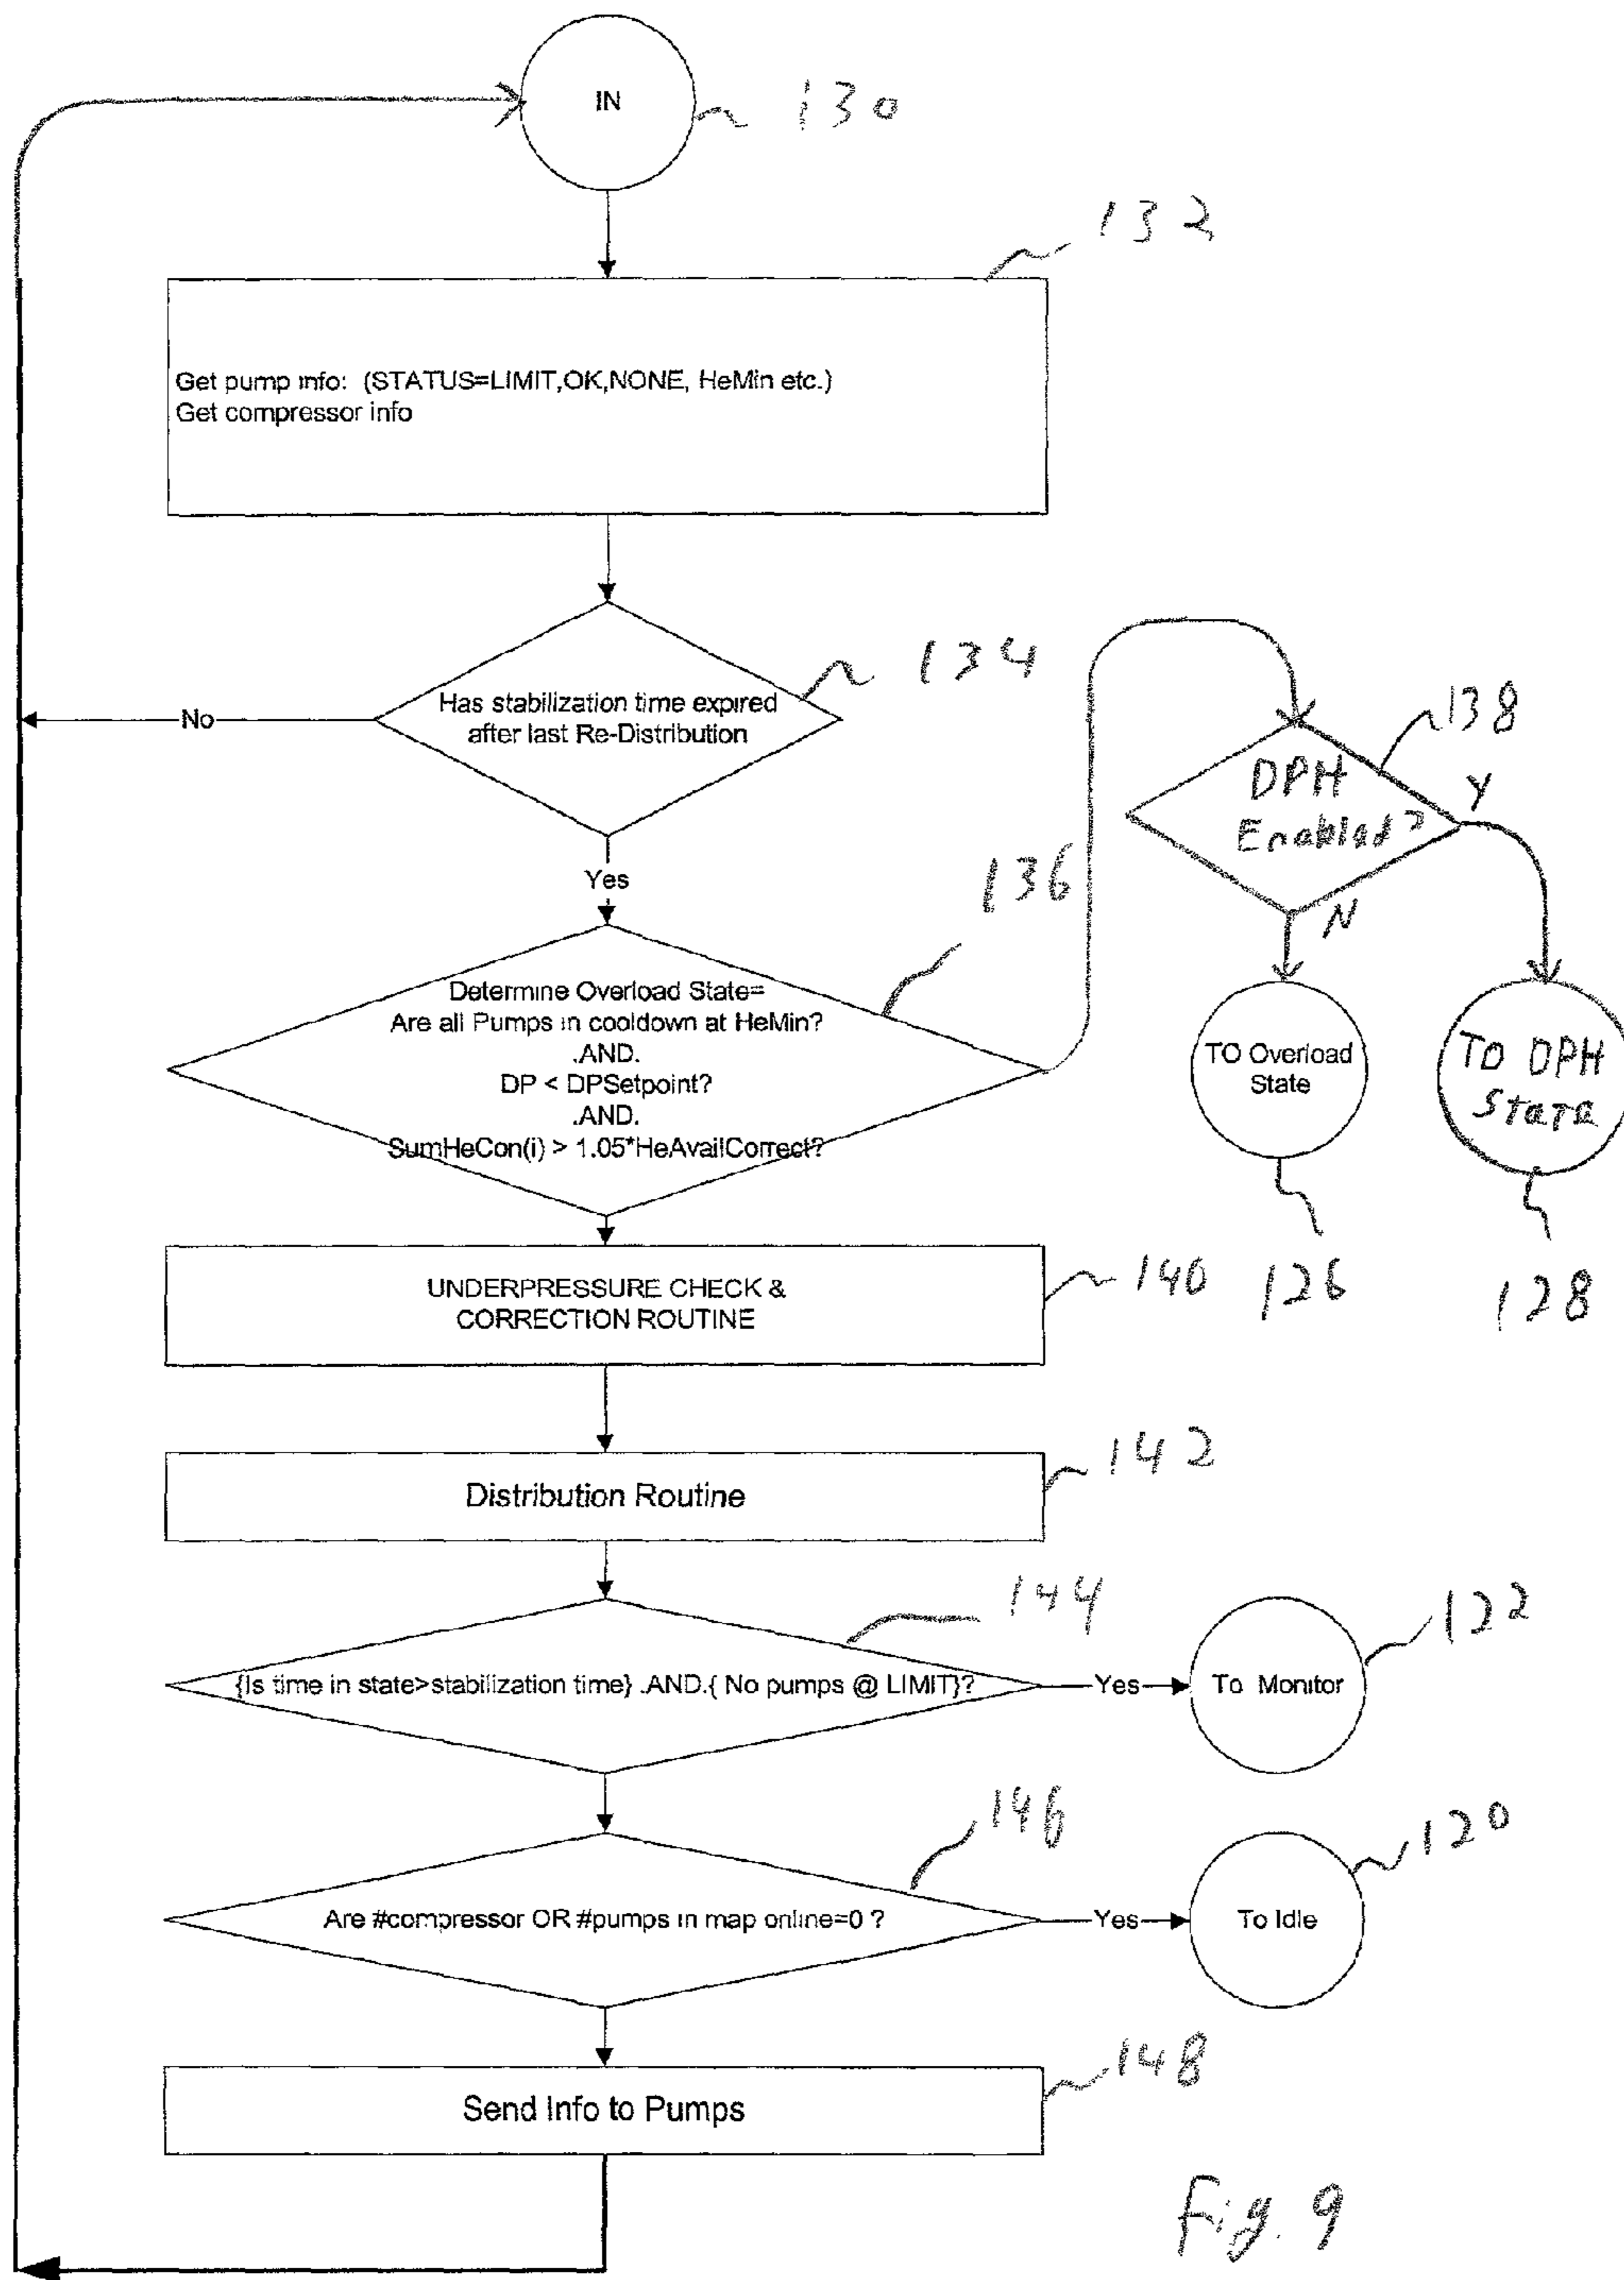 IN
130
132
Get pump info: (STATUS=LIMIT,OK,NONE, HeMin etc.)
Get compressor info
134
Has stabilization time expired
after last Re-Distribution
No
Yes
138
DPH
Enabled?
Y
N
136
Determine Overload State=
Are all Pumps in cooldown at HeMin?
.AND.
DP < DPSetpoint?
.AND.
SumHeCon(i) > 1.05*HeAvailCorrect?
TO Overload
State
TO DPH
State
126
128
UNDERPRESSURE CHECK &
CORRECTION ROUTINE
140
Distribution Routine
142
144
{Is time in state>stabilization time} .AND.{ No pumps @ LIMIT}?
Yes
To Monitor
122
146
Are #compressor OR #pumps in map online=0 ?
Yes
To Idle
120
Send Info to Pumps
148
Fig. 9